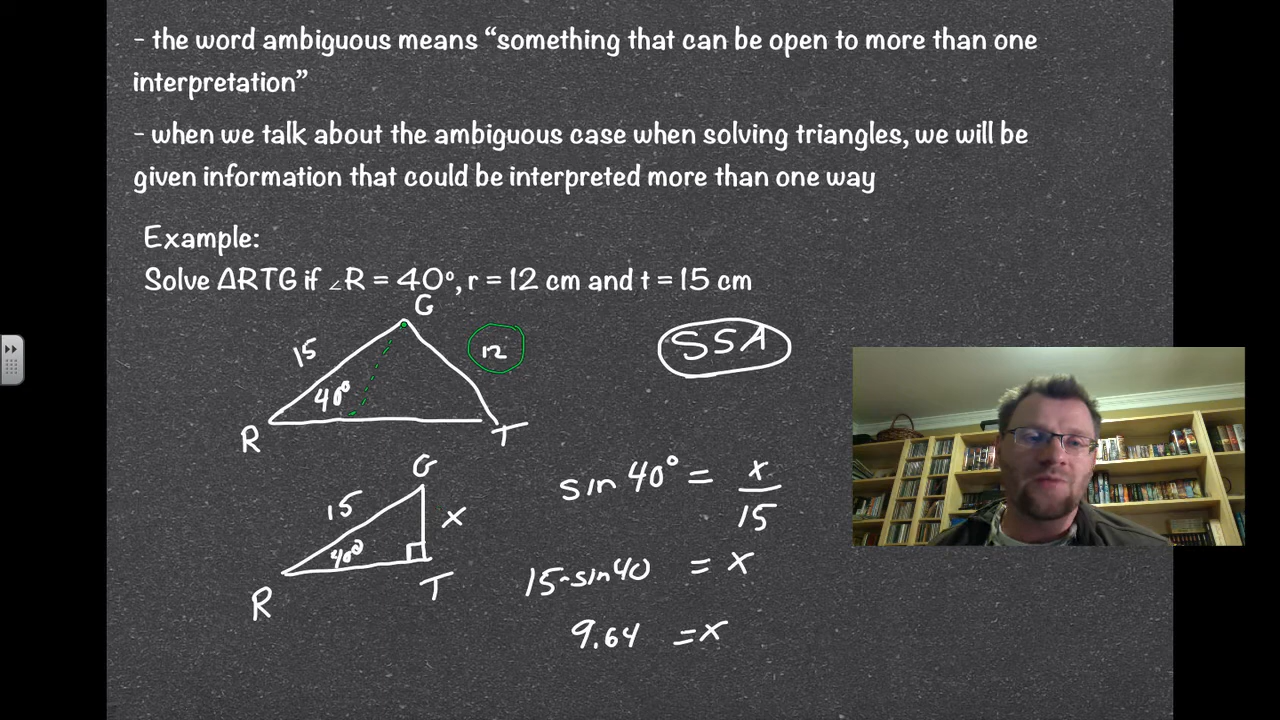 - the word ambiguous means “something that can be open to more than one
interpretation”
- when we talk about the ambiguous case when solving triangles, we will be
given information that could be interpreted more than one way
Example:
Solve ΔRTG if ∠R = 40°, r = 12 cm and t = 15 cm
G
15
12
SSA
40°
R
T
G
15
x
40°
R
T
sin 40° = x/15
15·sin40 = x
9.64 = x